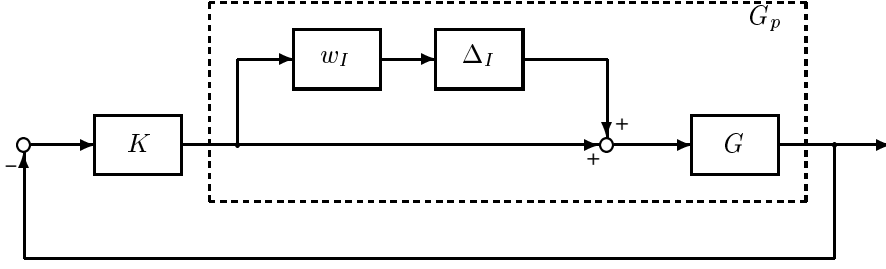 G_p
w_I Δ_I
+
K G
− +